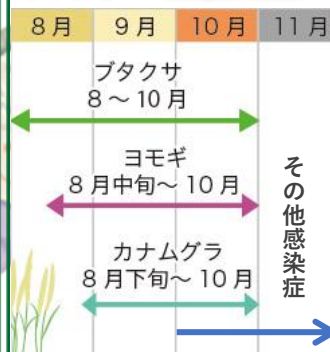 8月 9月 10月 11月
ブタクサ
8～10月
ヨモギ
8月中旬～10月
カナムグラ
8月下旬～10月
その他感染症